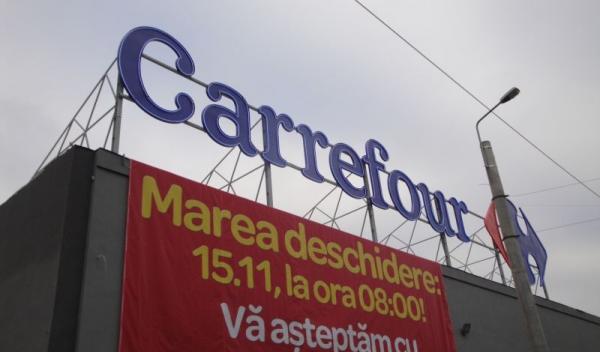 Carrefour
Marea deschidere:
15.11, la ora 08:00!
Vă așteptăm cu